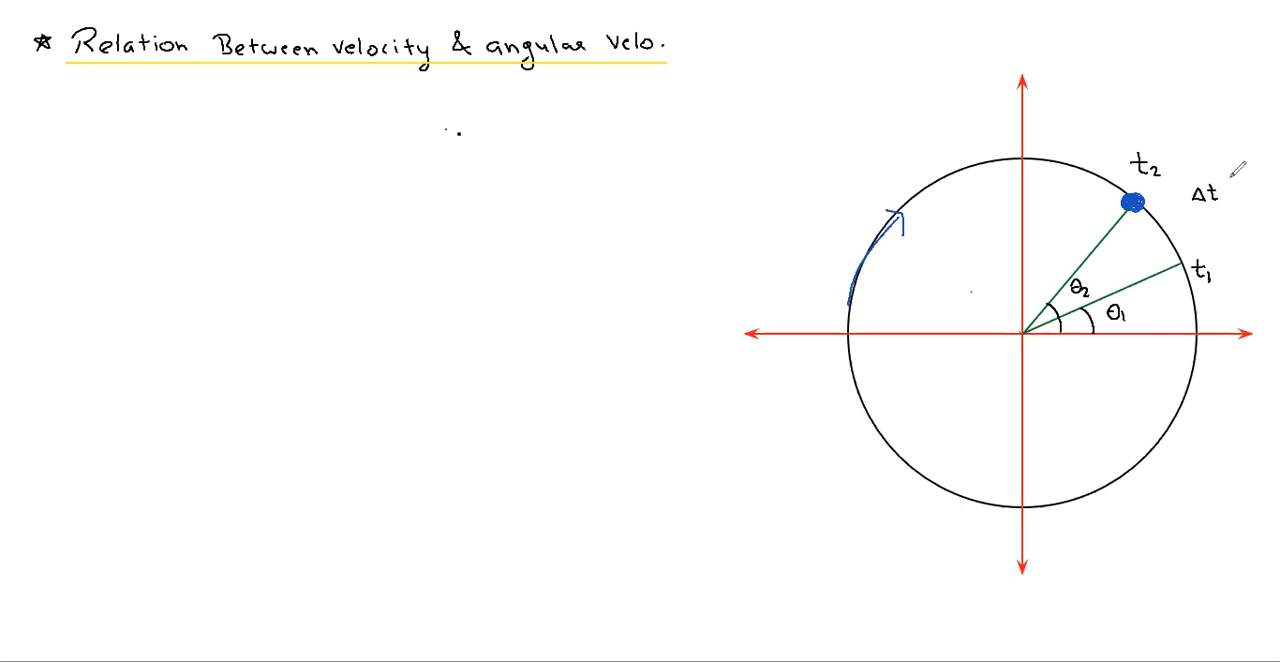 * Relation Between velocity & angular velo.
t₂
Δt
t₁
θ₂
θ₁